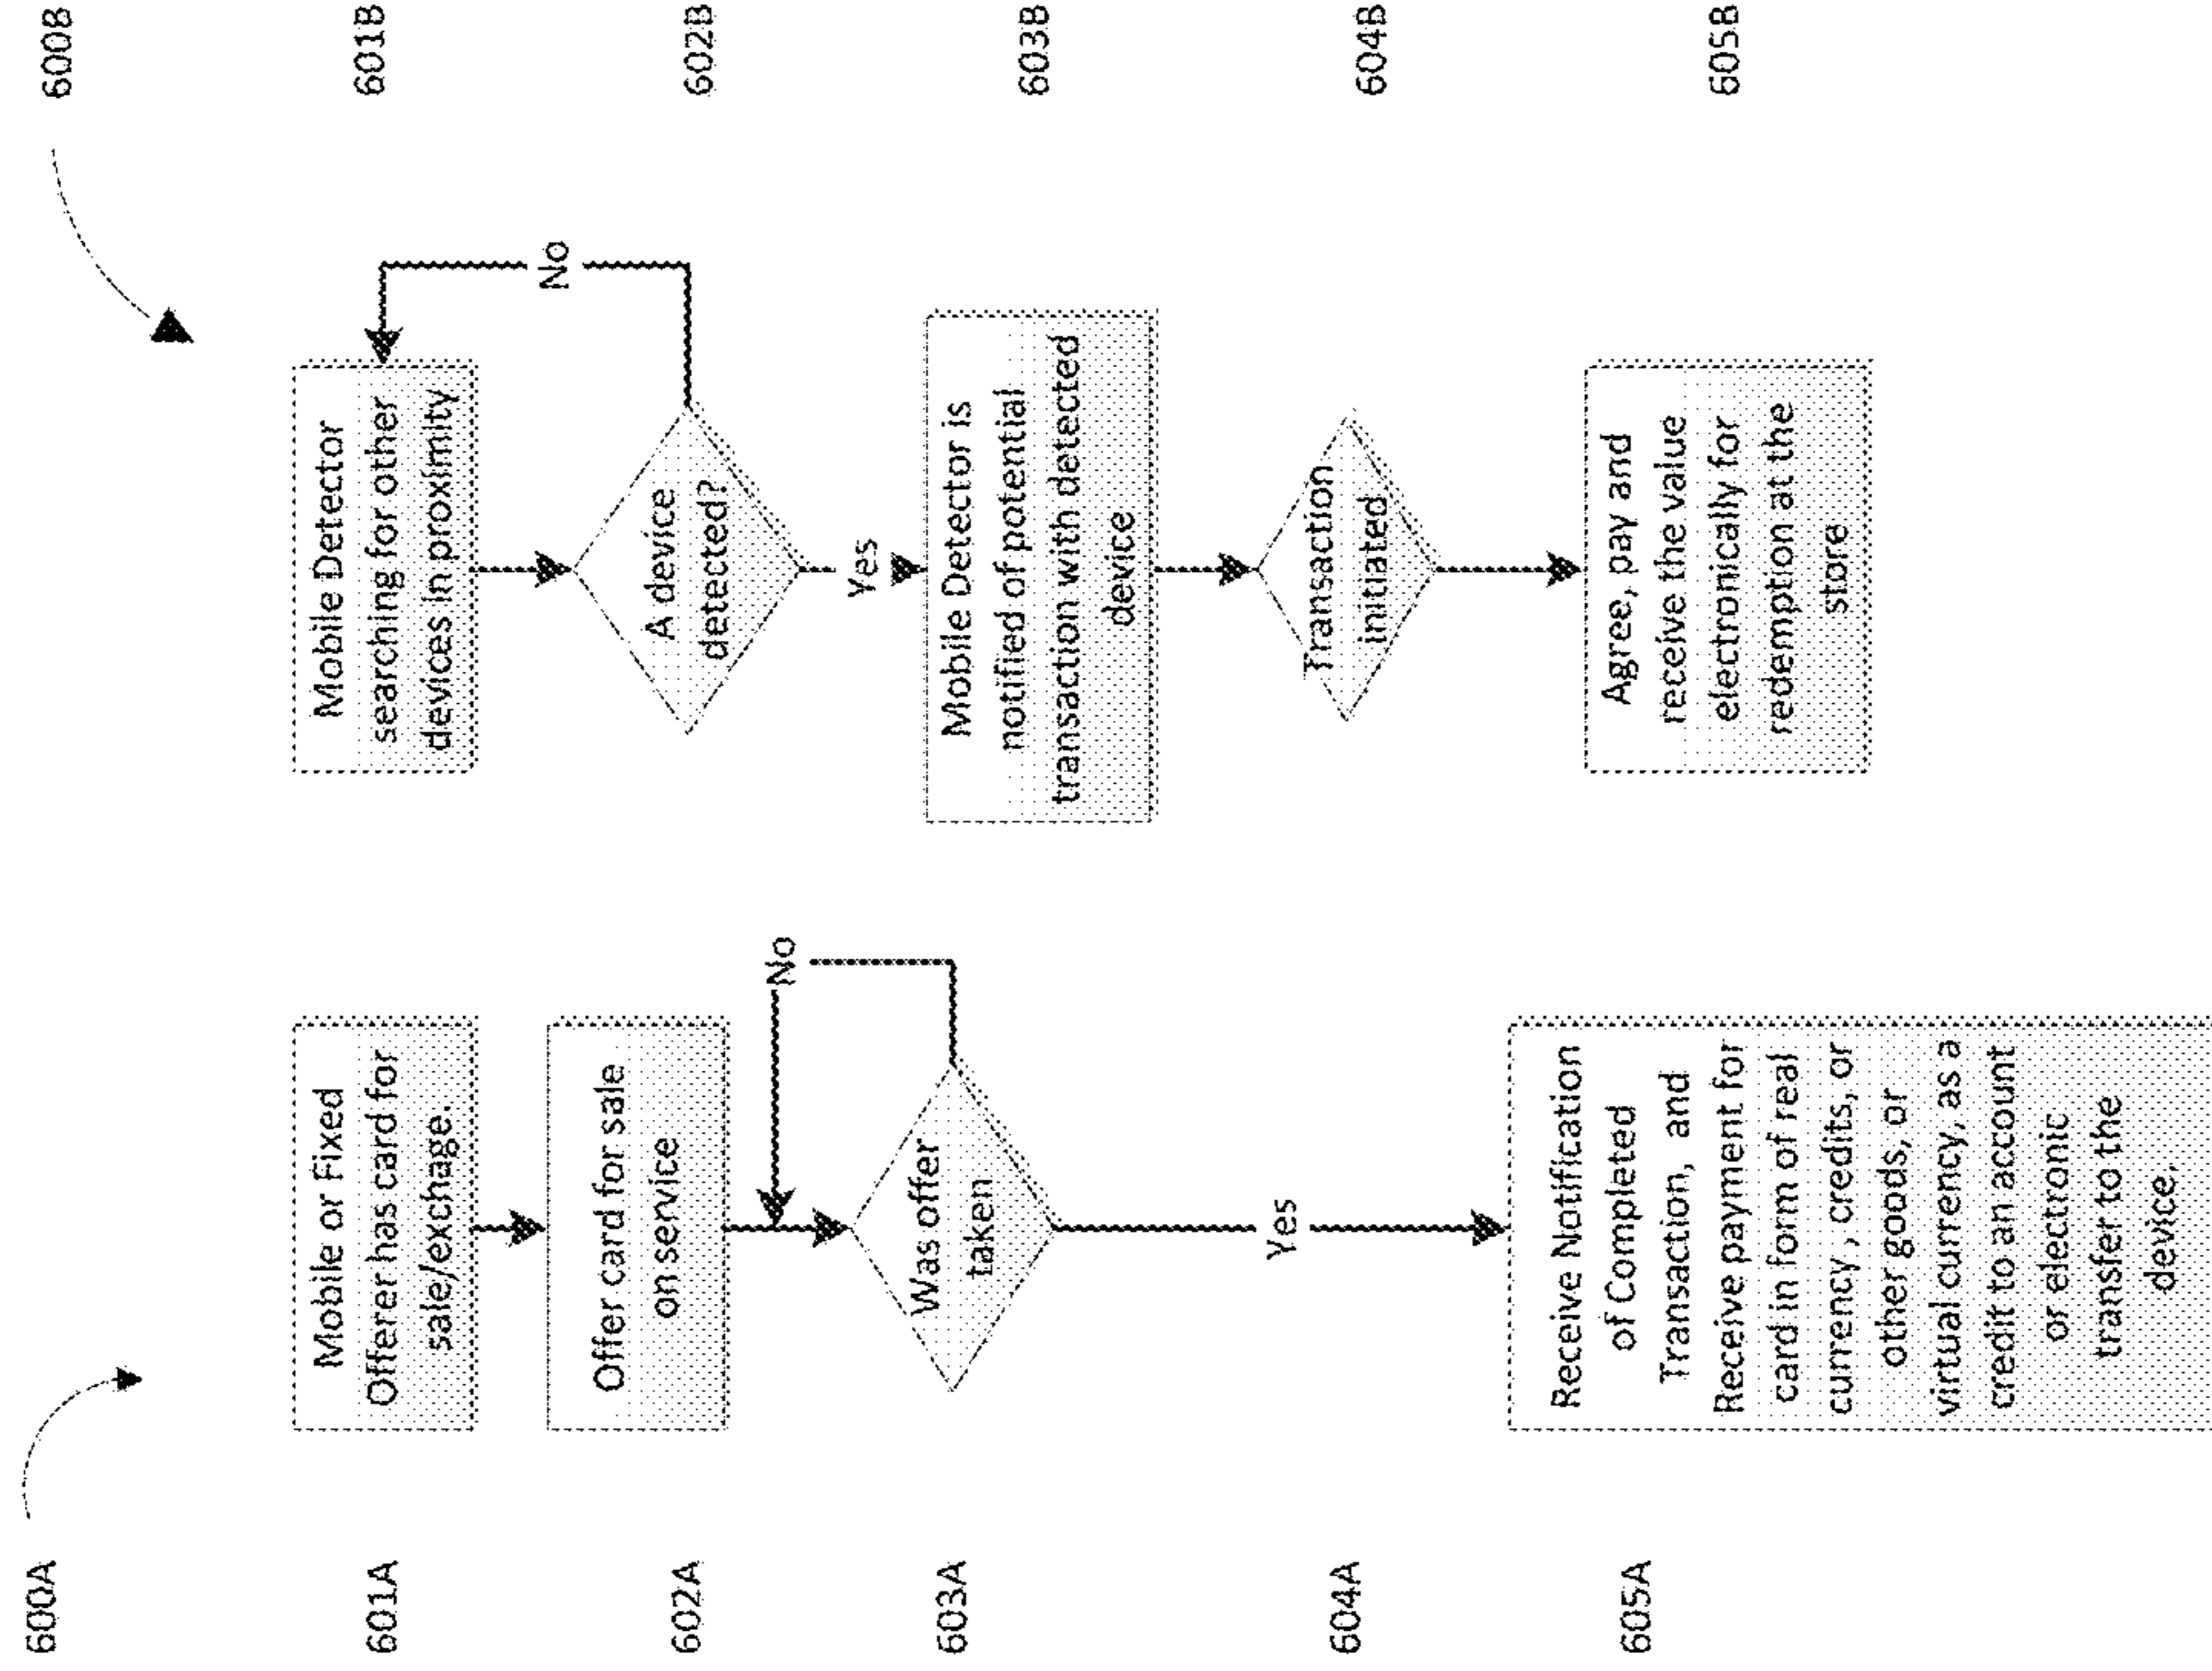 600A
601A
602A
603A
604A
605A
Mobile or Fixed
Offerer has card for
sale/exchage.
Offer card for sale
on service
Was offer
taken
No
Yes
Receive Notification
of Completed
Transaction, and
Receive payment for
card in form of real
currency , credits, or
other goods, or
virtual currency, as a
credit to an account
or electronic
transfer to the
device.
600B
601B
602B
603B
604B
605B
Mobile Detector
searching for other
devices in proximity
A device
detected?
No
Yes
Mobile Detector is
notified of potential
transaction with detected
device
Transaction
initiated
Agree, pay and
receive the value
electronically for
redemption at the
store